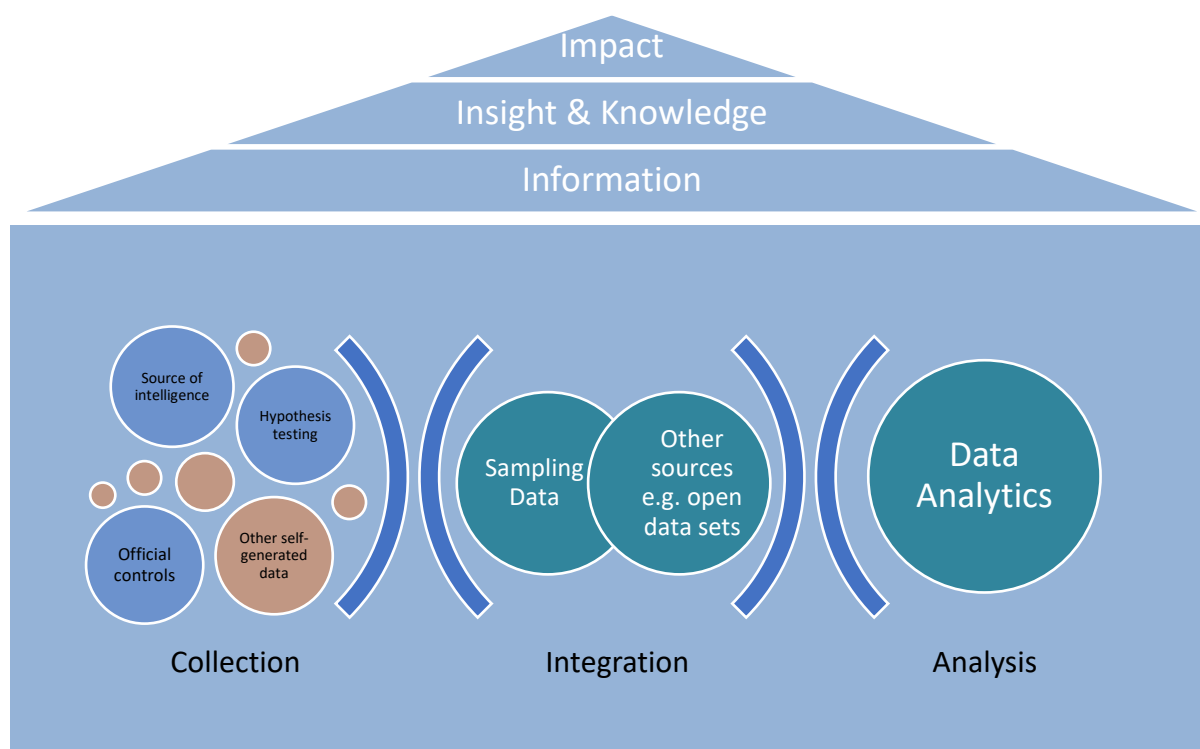 Impact
Insight & Knowledge
Information
Source of
intelligence
Hypothesis
testing
Official
controls
Other self-
generated
data
Collection
Sampling
Data
Other
sources
e.g. open
data sets
Integration
Data
Analytics
Analysis